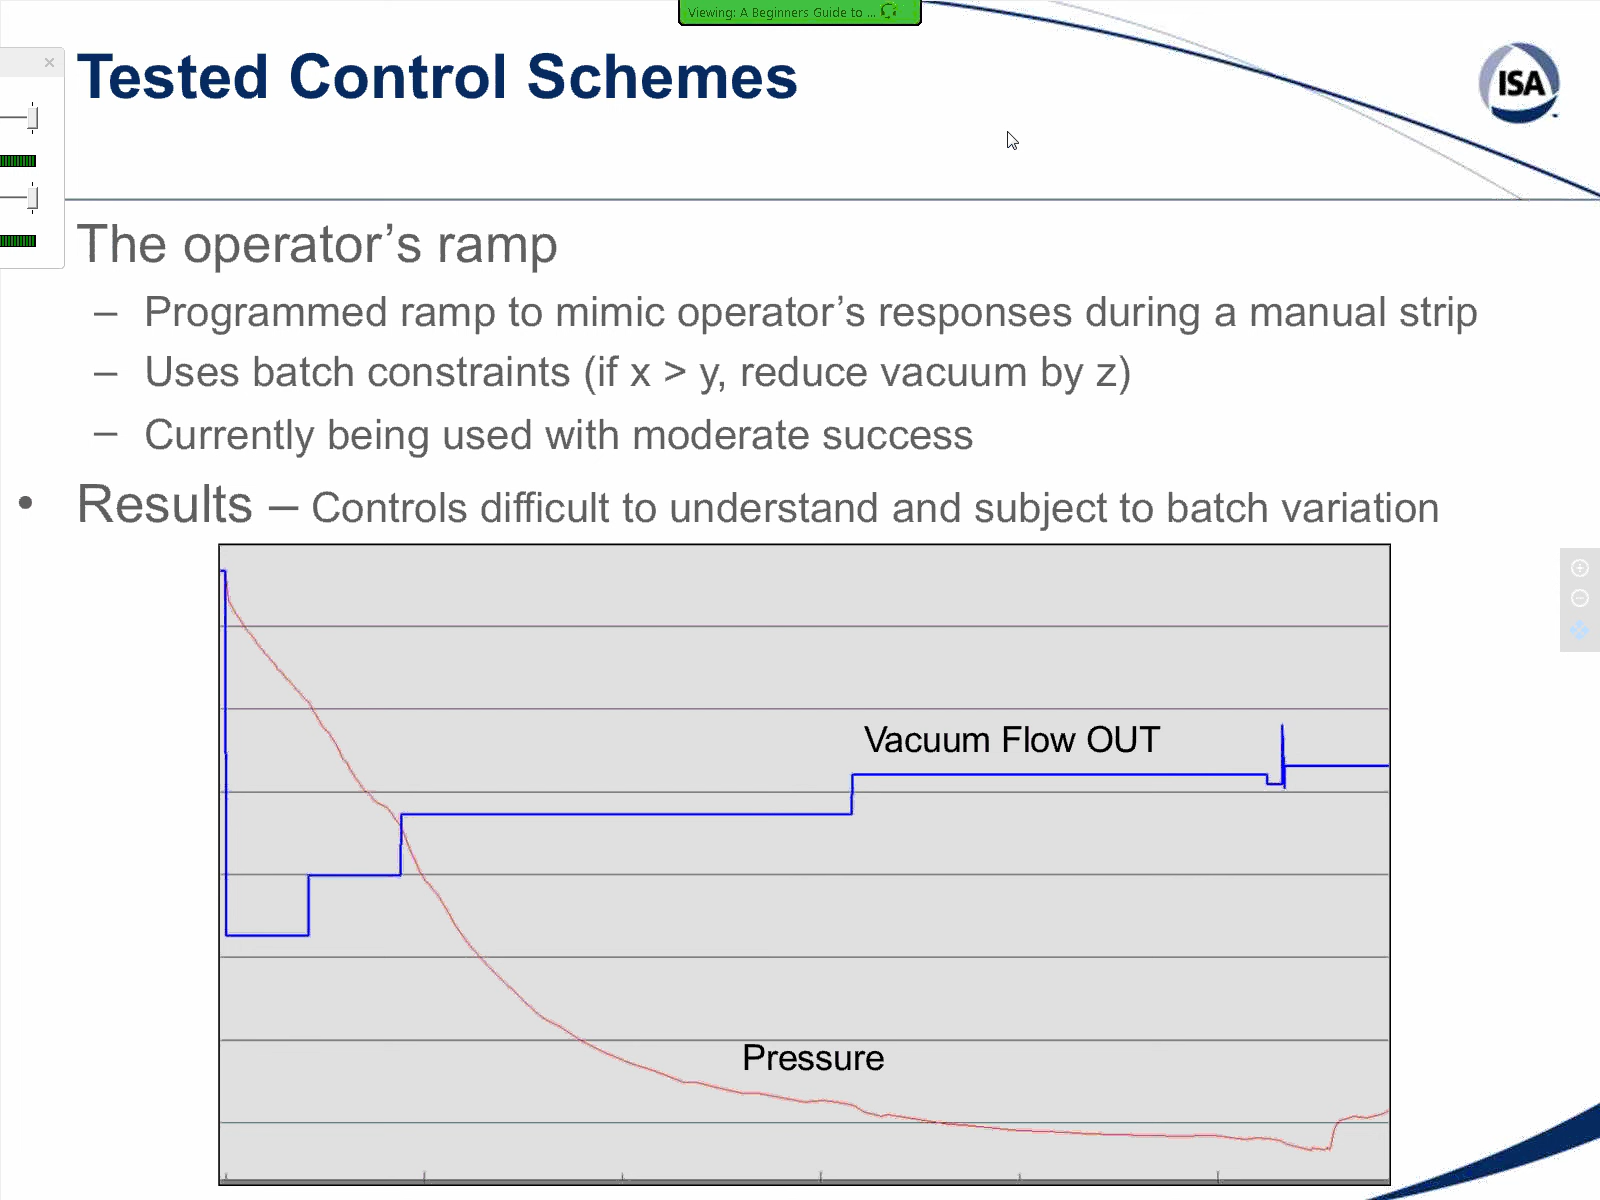 Viewing: A Beginners Guide to ...
Tested Control Schemes
ISA
The operator’s ramp
– Programmed ramp to mimic operator’s responses during a manual strip
– Uses batch constraints (if x > y, reduce vacuum by z)
– Currently being used with moderate success
• Results – Controls difficult to understand and subject to batch variation
Vacuum Flow OUT
Pressure